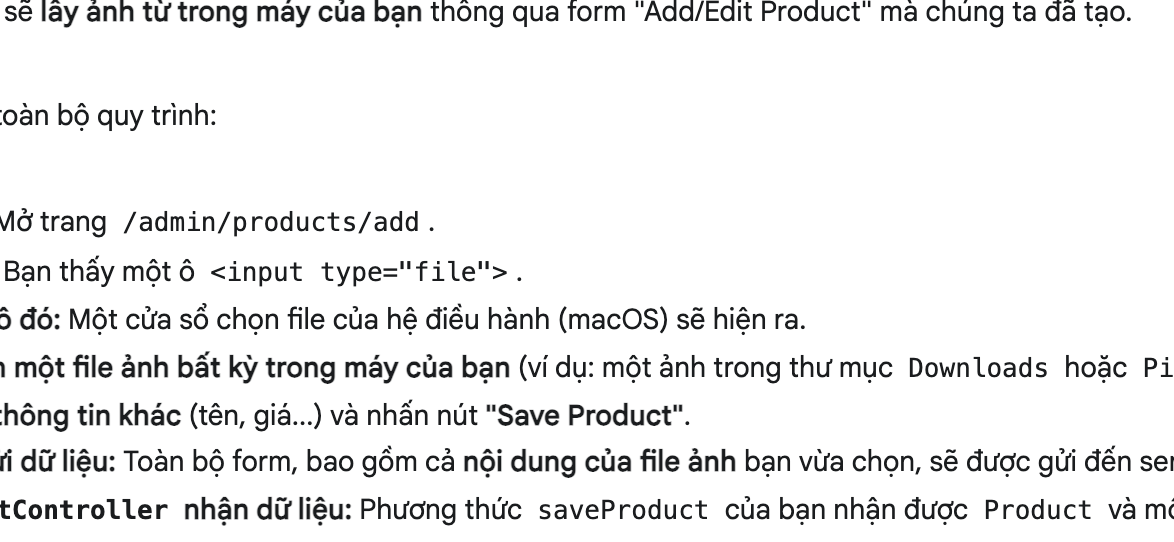 sẽ lấy ảnh từ trong máy của bạn thông qua form "Add/Edit Product" mà chúng ta đã tạo.
toàn bộ quy trình:
Mở trang /admin/products/add.
Bạn thấy một ô <input type="file">.
ô đó: Một cửa sổ chọn file của hệ điều hành (macOS) sẽ hiện ra.
một file ảnh bất kỳ trong máy của bạn (ví dụ: một ảnh trong thư mục Downloads hoặc Pi
thông tin khác (tên, giá...) và nhấn nút "Save Product".
dữ liệu: Toàn bộ form, bao gồm cả nội dung của file ảnh bạn vừa chọn, sẽ được gửi đến ser
tController nhận dữ liệu: Phương thức saveProduct của bạn nhận được Product và